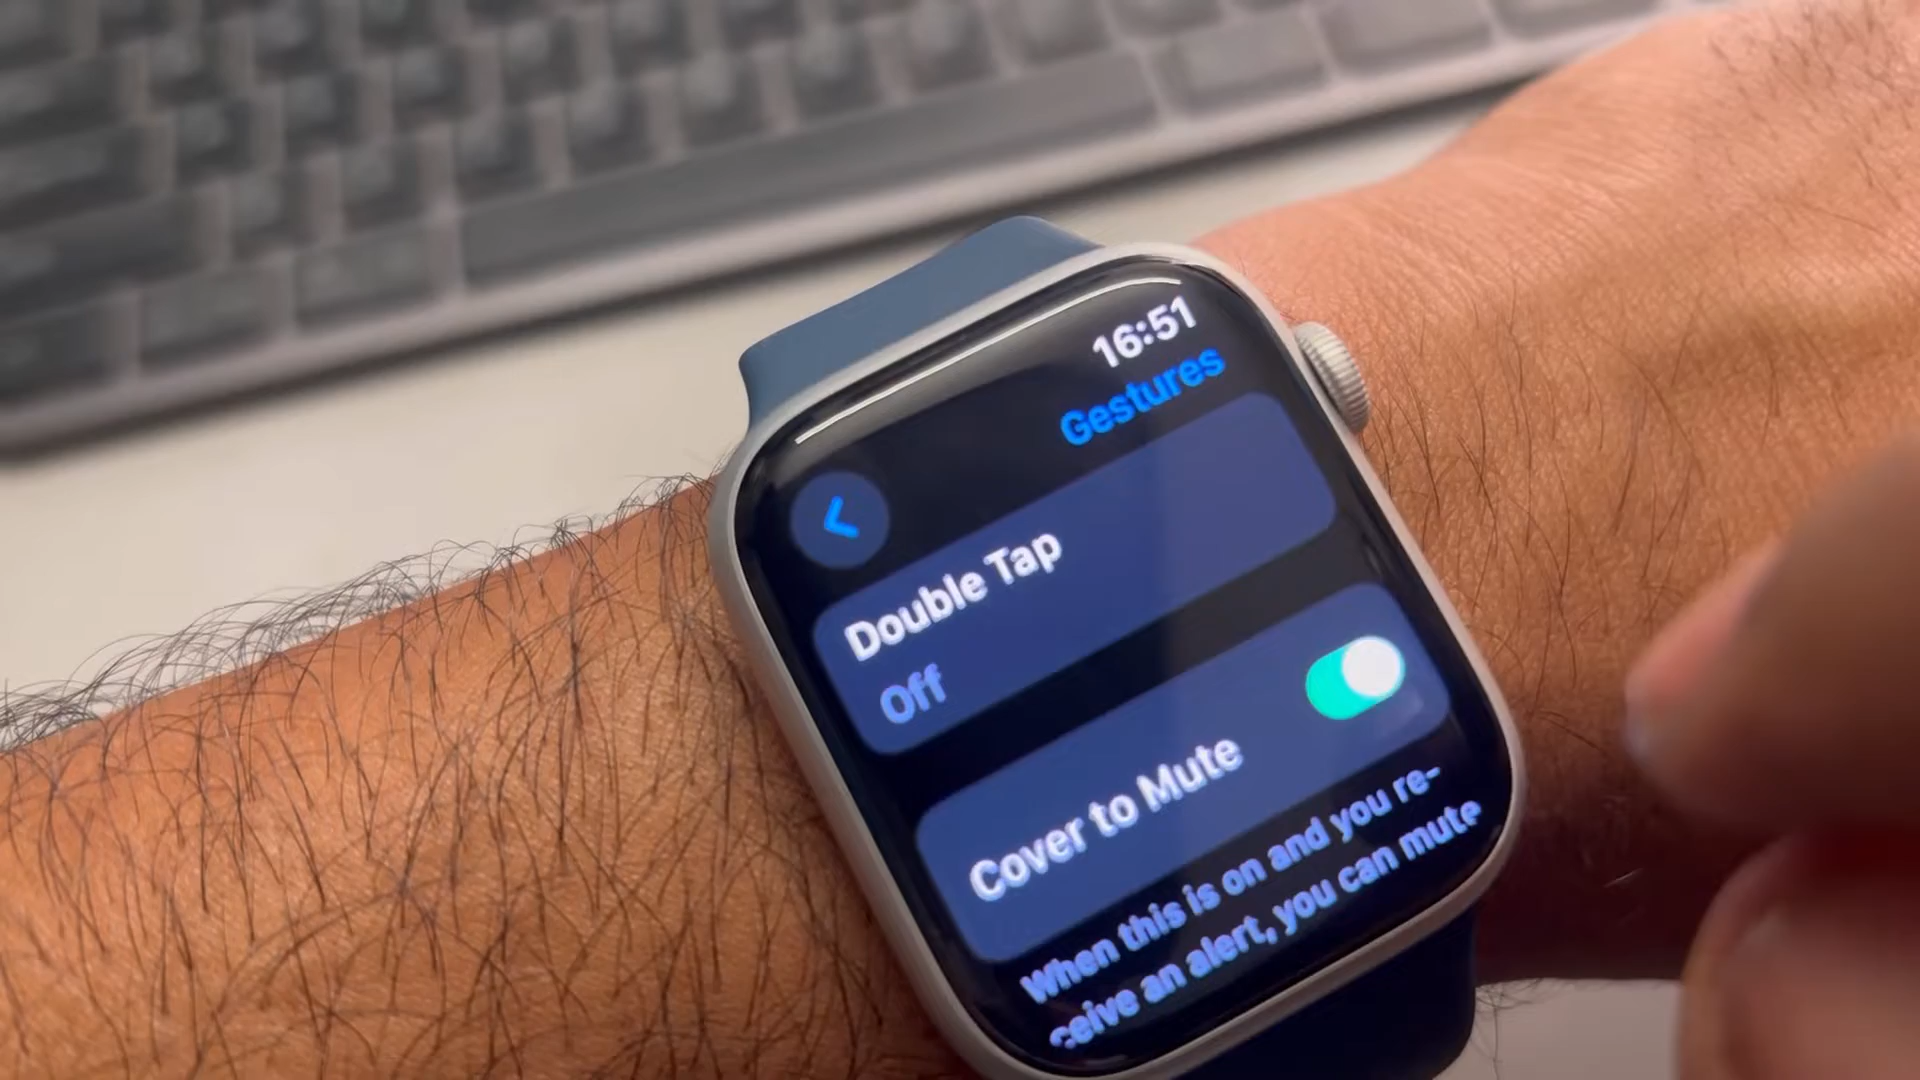 16:51
Gestures
Double Tap
Off
Cover to Mute
When this is on and you re-
ceive an alert, you can mute